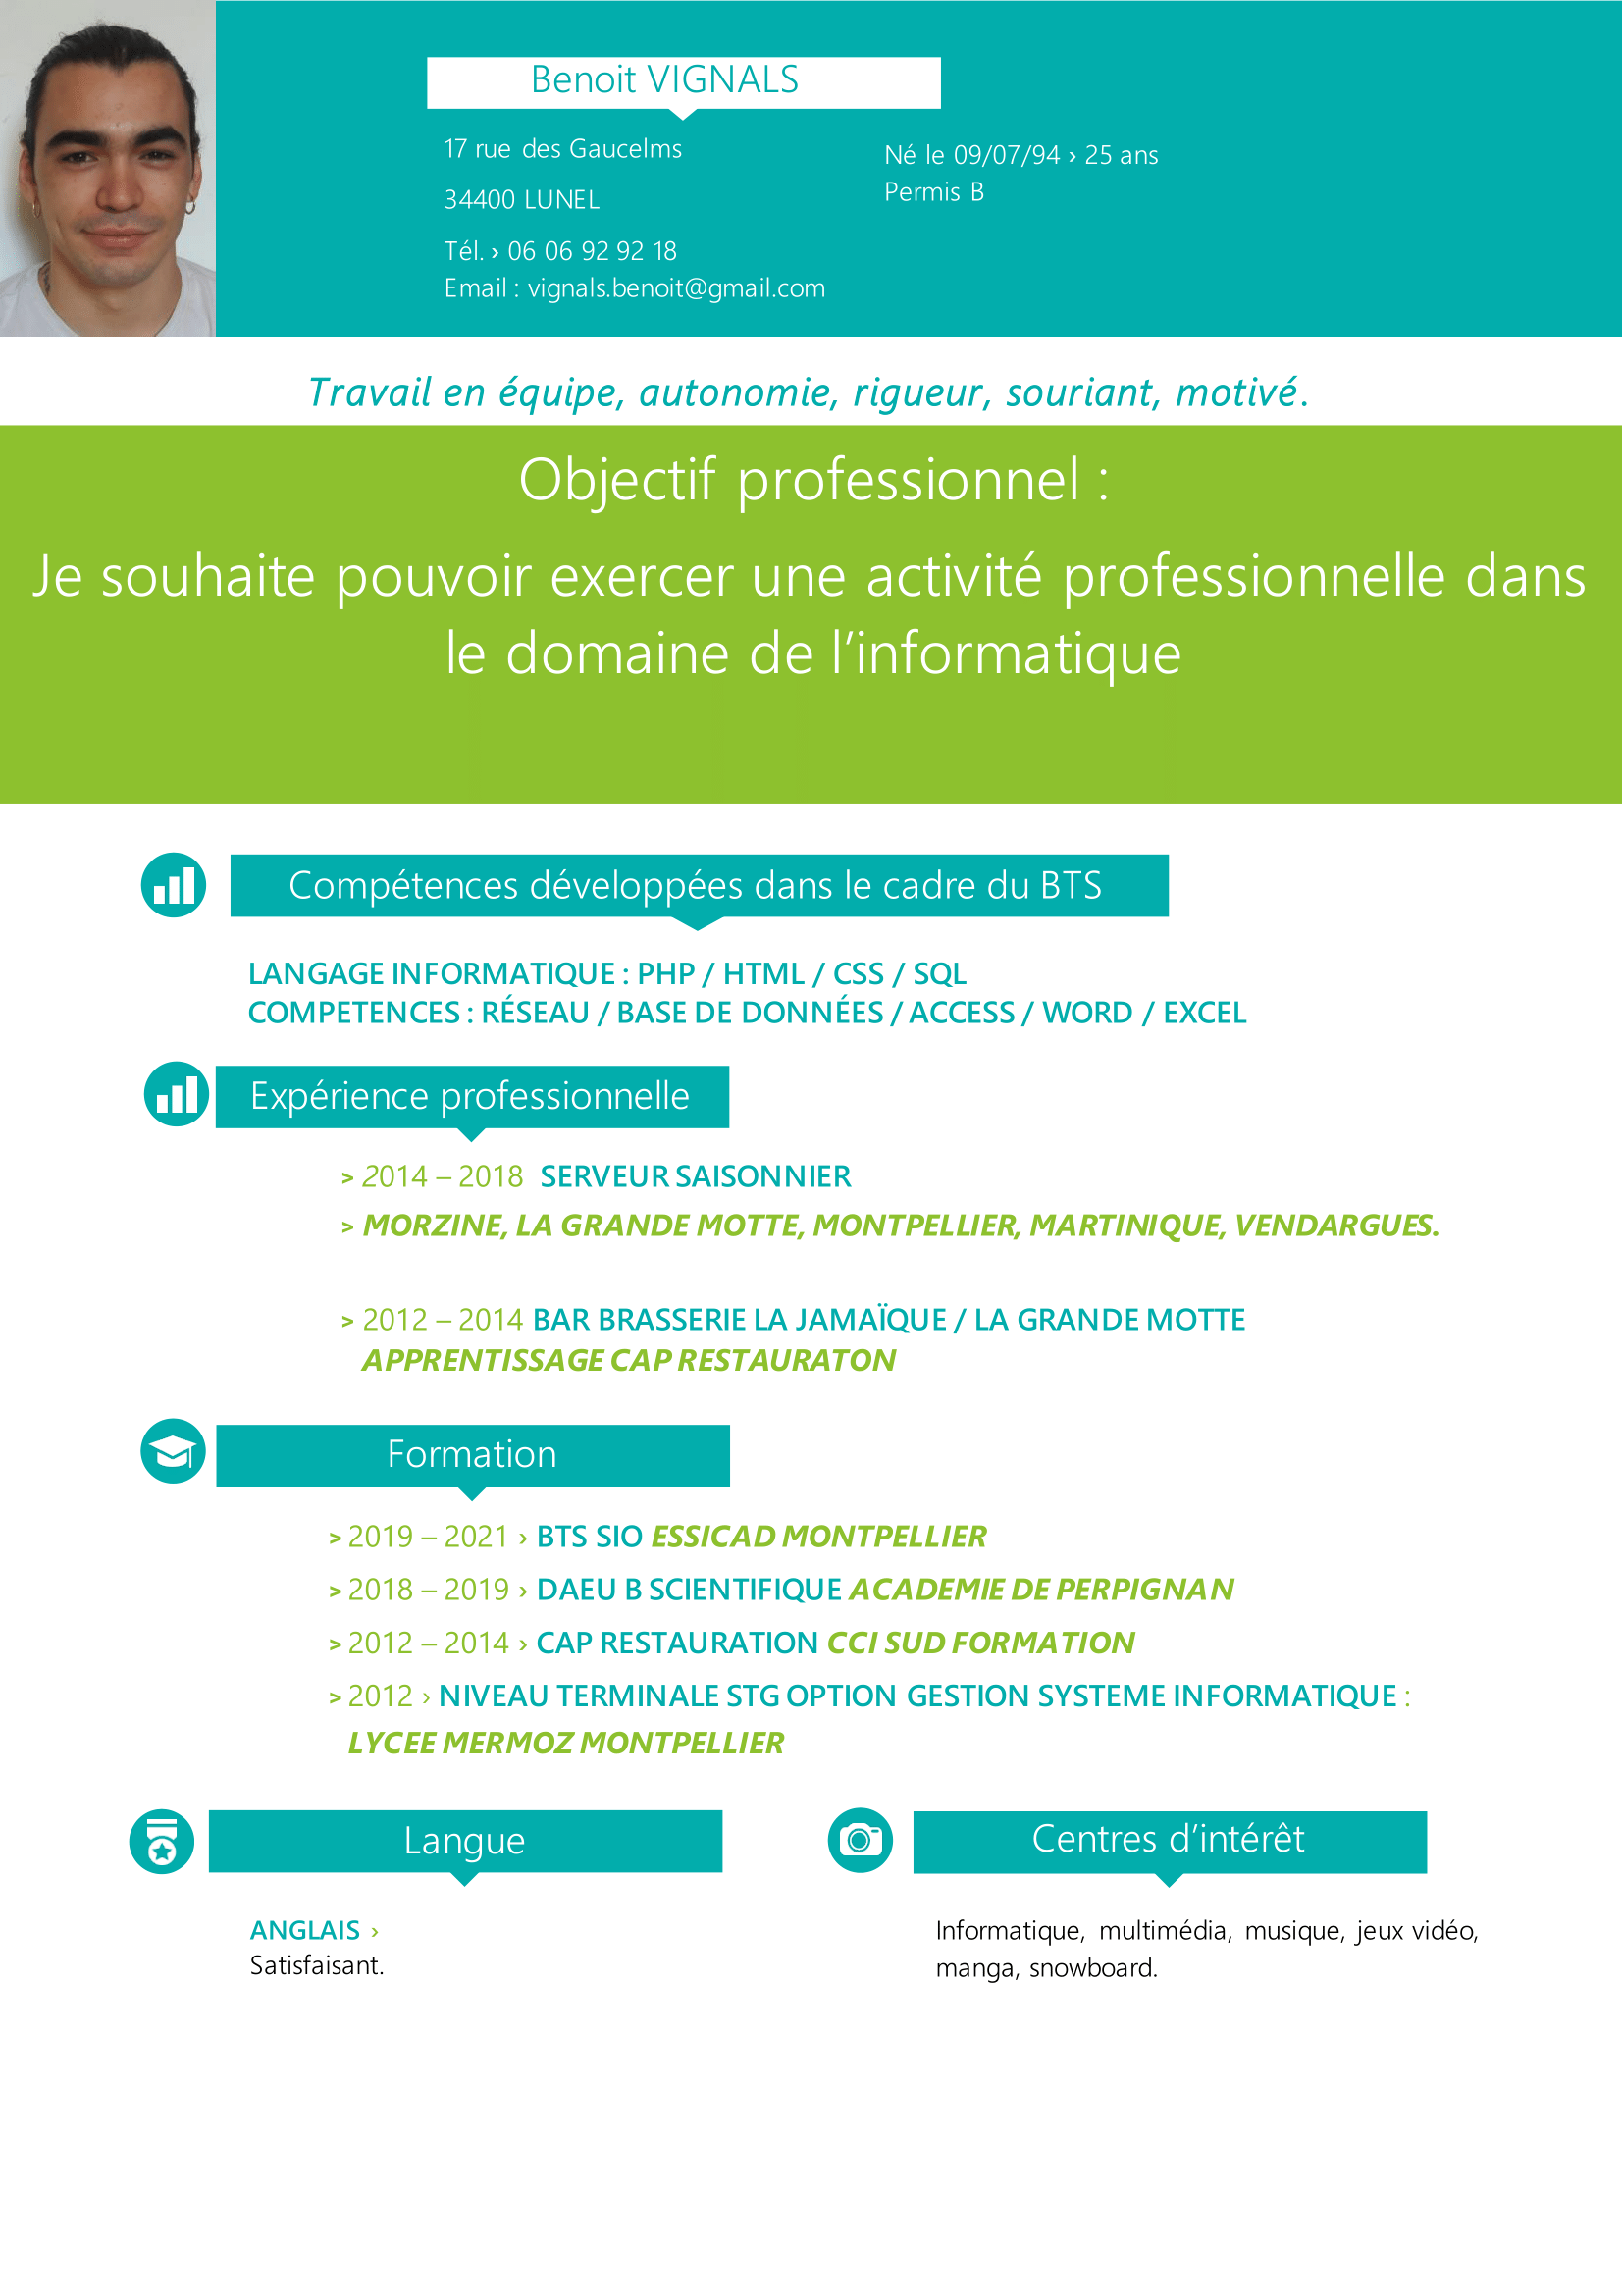 Benoit VIGNALS
17 rue des Gaucelms
34400 LUNEL
Tél. › 06 06 92 92 18
Email : vignals.benoit@gmail.com
Né le 09/07/94 › 25 ans
Permis B
Travail en équipe, autonomie, rigueur, souriant, motivé.
Objectif professionnel :
Je souhaite pouvoir exercer une activité professionnelle dans
le domaine de l’informatique
Compétences développées dans le cadre du BTS
LANGAGE INFORMATIQUE : PHP / HTML / CSS / SQL
COMPETENCES : RÉSEAU / BASE DE DONNÉES / ACCESS / WORD / EXCEL
Expérience professionnelle
> 2014 – 2018 SERVEUR SAISONNIER
> MORZINE, LA GRANDE MOTTE, MONTPELLIER, MARTINIQUE, VENDARGUES.
> 2012 – 2014 BAR BRASSERIE LA JAMAÏQUE / LA GRANDE MOTTE
APPRENTISSAGE CAP RESTAURATON
Formation
> 2019 – 2021 › BTS SIO ESSICAD MONTPELLIER
> 2018 – 2019 › DAEU B SCIENTIFIQUE ACADEMIE DE PERPIGNAN
> 2012 – 2014 › CAP RESTAURATION CCI SUD FORMATION
> 2012 › NIVEAU TERMINALE STG OPTION GESTION SYSTEME INFORMATIQUE :
LYCEE MERMOZ MONTPELLIER
Langue
ANGLAIS ›
Satisfaisant.
Centres d’intérêt
Informatique, multimédia, musique, jeux vidéo,
manga, snowboard.